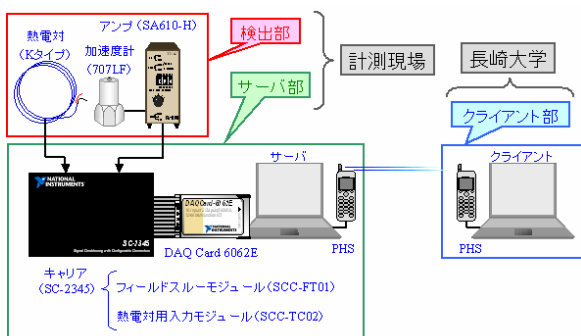 アンプ(SA610-H)
熱電対
(Kタイプ)
加速度計
(707LF)
検出部
計測現場
長崎大学
サーバ部
クライアント部
サーバ
クライアント
NATIONAL
INSTRUMENTS
SC-2345
DAQCard-6062E
NATIONAL
INSTRUMENTS
DAQ Card 6062E
PHS
PHS
キャリア
(SC-2345)
フィールドスルーモジュール(SCC-FT01)
熱電対用入力モジュール(SCC-TC02)